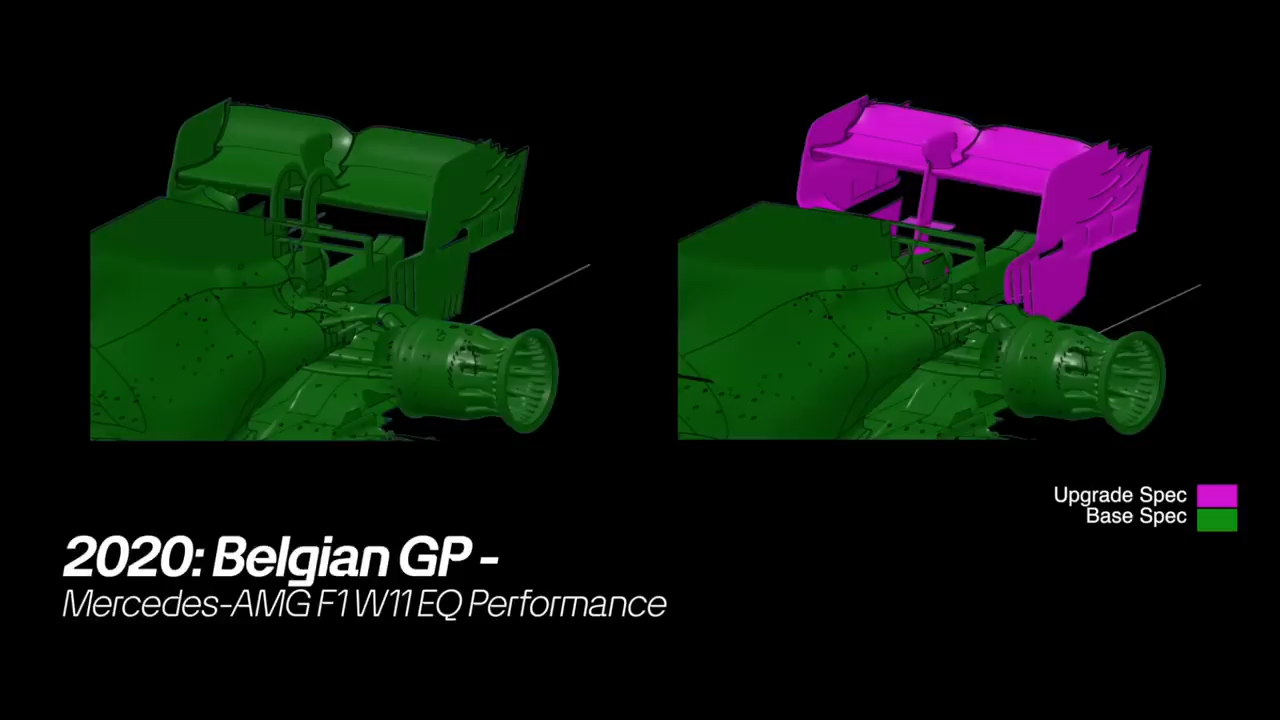 Upgrade Spec
Base Spec
2020: Belgian GP -
Mercedes-AMG F1 W11 EQ Performance